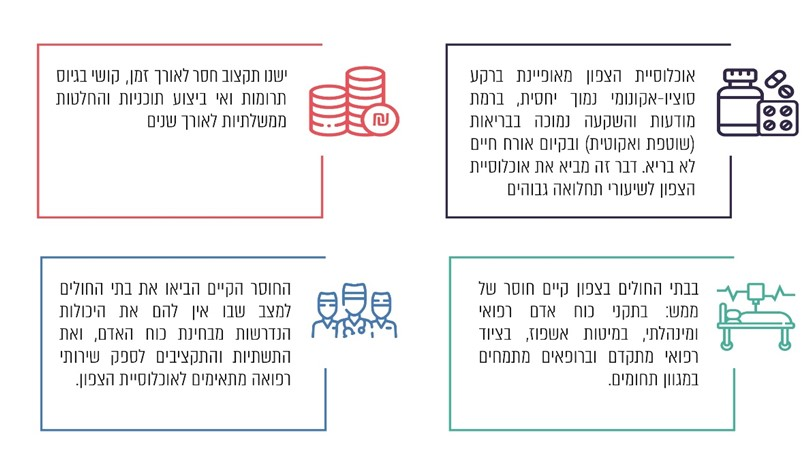 אוכלוסיית הצפון מאופיינת ברקע
סוציו-אקונומי נמוך יחסית, ברמת
מודעות והשקעה נמוכה בבריאות
(שוטפת ואקוטית) ובקיום אורח חיים
לא בריא. דבר זה מביא את אוכלוסיית
הצפון לשיעורי תחלואה גבוהים
ישנו תקצוב חסר לאורך זמן, קושי בגיוס
תרומות ואי ביצוע תוכניות והחלטות
ממשלתיות לאורך שנים
₪
בבתי החולים בצפון קיים חוסר של
ממש: בתקני כוח אדם רפואי
ומינהלתי, במיטות אשפוז, בציוד
רפואי מתקדם וברופאים מתמחים
במגוון תחומים.
החוסר הקיים הביאו את בתי החולים
למצב שבו אין להם את היכולות
הנדרשות מבחינת כוח האדם, ואת
התשתיות והתקציבים לספק שירותי
רפואה מתאימים לאוכלוסיית הצפון.